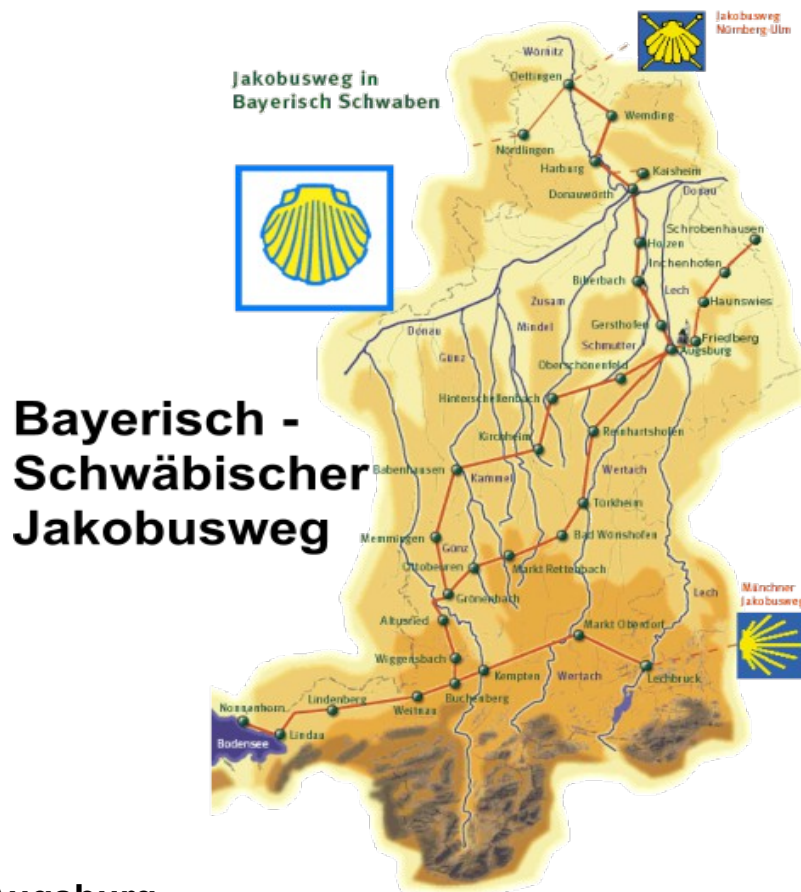 Jakobusweg
Nürnberg-Ulm
Jakobusweg in
Bayerisch Schwaben
Wörnitz
Oettingen
Wemding
Nördlingen
Harburg
Kaisheim
Donauwörth
Donau
Schrobenhausen
Holzen
Inchenhofen
Biberbach
Lech
Zusam
Haunswies
Donau
Mindel
Gersthofen
Friedberg
Günz
Schmutter
Augsburg
Oberschönenfeld
Hinterschellenbach
Bayerisch -
Schwäbischer
Jakobusweg
Kirchheim
Reinhartshofen
Babenhausen
Kammel
Wertach
Türkheim
Memmingen
Günz
Bad Wörishofen
Ottobeuren
Markt Rettenbach
Grönenbach
Lech
Münchner
Jakobusweg
Altusried
Markt Oberdorf
Wiggensbach
Kempten
Wertach
Lechbruck
Buchenberg
Nonnenhorn
Lindenberg
Weitnau
Lindau
Bodensee